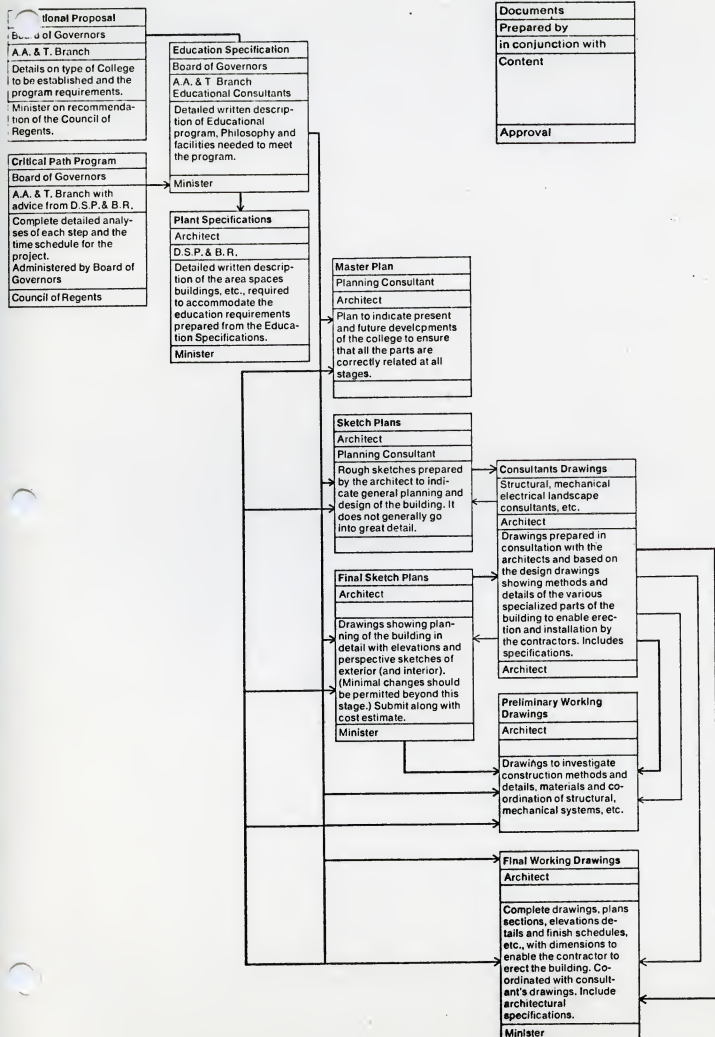 tional Proposal
of Governors
A.A. & T. Branch
Details on type of College
to be established and the
program requirements.
Minister on recommenda-
tion of the Council of
Regents.
Critical Path Program
Board of Governors
A.A. & T. Branch with
advice from D.S.P. & B.R.
Complete detailed analy-
ses of each step and the
time schedule for the
project.
Administered by Board of
Governors
Council of Regents
Education Specification
Board of Governors
A.A. & T Branch
Educational Consultants
Detailed written descrip-
tion of Educational
program, Philosophy and
facilities needed to meet
the program.
Minister
Plant Specifications
Architect
D.S.P. & B.R.
Detailed written descrip-
tion of the area spaces
buildings, etc., required
to accommodate the
education requirements
prepared from the Educa-
tion Specifications.
Minister
Documents
Prepared by
in conjunction with
Content
Approval
Master Plan
Planning Consultant
Architect
Plan to indicate present
and future developments
of the college to ensure
that all the parts are
correctly related at all
stages.
Sketch Plans
Architect
Planning Consultant
Rough sketches prepared
by the architect to indi-
cate general planning and
design of the building. It
does not generally go
into great detail.
Final Sketch Plans
Architect
Drawings showing plan-
ning of the building in
detail with elevations and
perspective sketches of
exterior (and interior).
(Minimal changes should
be permitted beyond this
stage.) Submit along with
cost estimate.
Minister
Consultants Drawings
Structural, mechanical
electrical landscape
consultants, etc.
Architect
Drawings prepared in
consultation with the
architects and based on
the design drawings
showing methods and
details of the various
specialized parts of the
building to enable erec-
tion and installation by
the contractors. Includes
specifications.
Architect
Preliminary Working
Drawings
Architect
Drawings to investigate
construction methods and
details, materials and co-
ordination of structural,
mechanical systems, etc.
Final Working Drawings
Architect
Complete drawings, plans
sections, elevations de-
tails and finish schedules,
etc., with dimensions to
enable the contractor to
erect the building. Co-
ordinated with consult-
ant's drawings. Include
architectural
specifications.
Minister